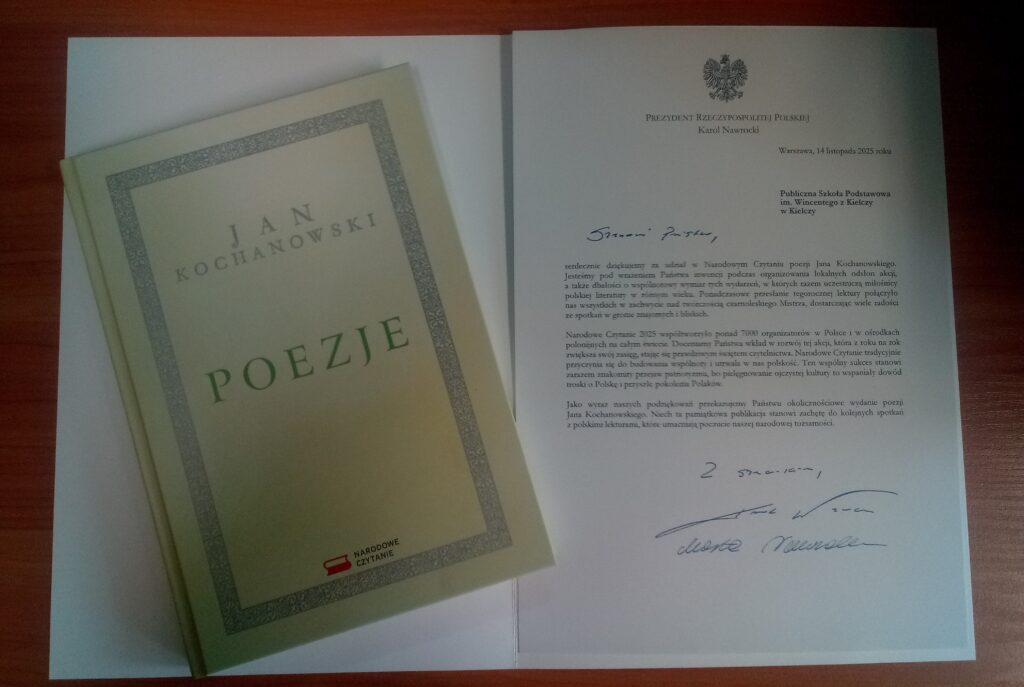 JAN
KOCHANOWSKI
POEZJE
NARODOWE
CZYTANIE
PREZYDENT RZECZYPOSPOLITEJ POLSKIEJ
Karol Nawrocki
Warszawa, 14 listopada 2025 roku
Publiczna Szkoła Podstawowa
im. Wincentego z Kielczy
w Kielczy
Szanowni Państwo,
serdecznie dziękujemy za udział w Narodowym Czytaniu poezji Jana Kochanowskiego.
Jesteśmy pod wrażeniem Państwa inwencji podczas organizowania lokalnych odsłon akcji,
a także dbałości o wspólnotowy wymiar tych wydarzeń, w których razem uczestniczą miłośnicy
polskiej literatury w różnym wieku. Ponadczasowe przesłanie tegorocznej lektury połączyło
nas wszystkich w zachwycie nad twórczością czarnoleskiego Mistrza, dostarczając wiele radości
ze spotkań w gronie znajomych i bliskich.
Narodowe Czytanie 2025 współtworzyło ponad 7000 organizatorów w Polsce i w ośrodkach
polonijnych na całym świecie. Doceniamy Państwa wkład w rozwój tej akcji, która z roku na rok
zwiększa swój zasięg, stając się prawdziwym świętem czytelnictwa. Narodowe Czytanie tradycyjnie
przyczynia się do budowania wspólnoty i utrwala w nas polskość. Ten wspólny sukces stanowi
zarazem znakomity przejaw patriotyzmu, bo pielęgnowanie ojczystej kultury to wspaniały dowód
troski o Polskę i przyszłe pokolenia Polaków.
Jako wyraz naszych podziękowań przekazujemy Państwu okolicznościowe wydanie poezji
Jana Kochanowskiego. Niech ta pamiątkowa publikacja stanowi zachętę do kolejnych spotkań
z polskimi lekturami, które umacniają poczucie naszej narodowej tożsamości.
Z szacunkiem,
Marta Nawrocka